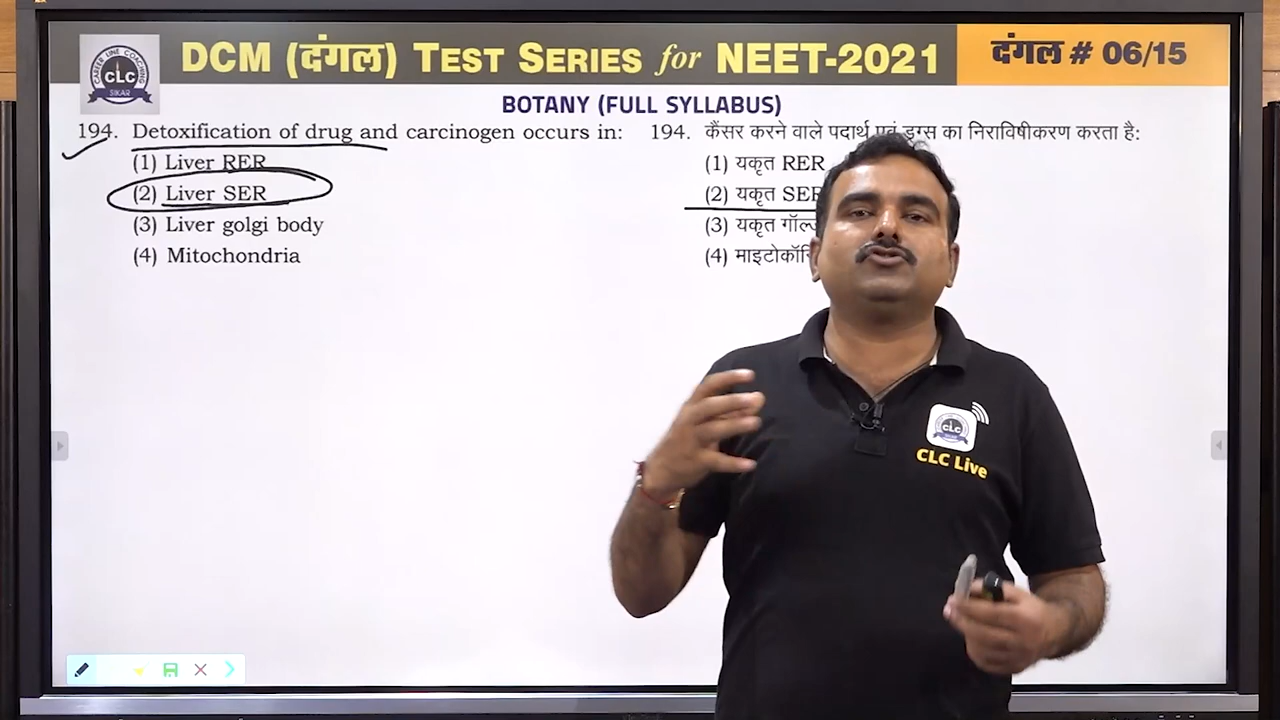 CAREER LINE COACHING
CLC
SIKAR
DCM (दंगल) TEST SERIES for NEET-2021
दंगल # 06/15
BOTANY (FULL SYLLABUS)
194. Detoxification of drug and carcinogen occurs in:
(1) Liver RER
(2) Liver SER
(3) Liver golgi body
(4) Mitochondria
194. कैंसर करने वाले पदार्थ एवं ड्रग्स का निराविषीकरण करता है:
(1) यकृत RER
(2) यकृत SER
(3) यकृत
(4)
CLC
CLC Live